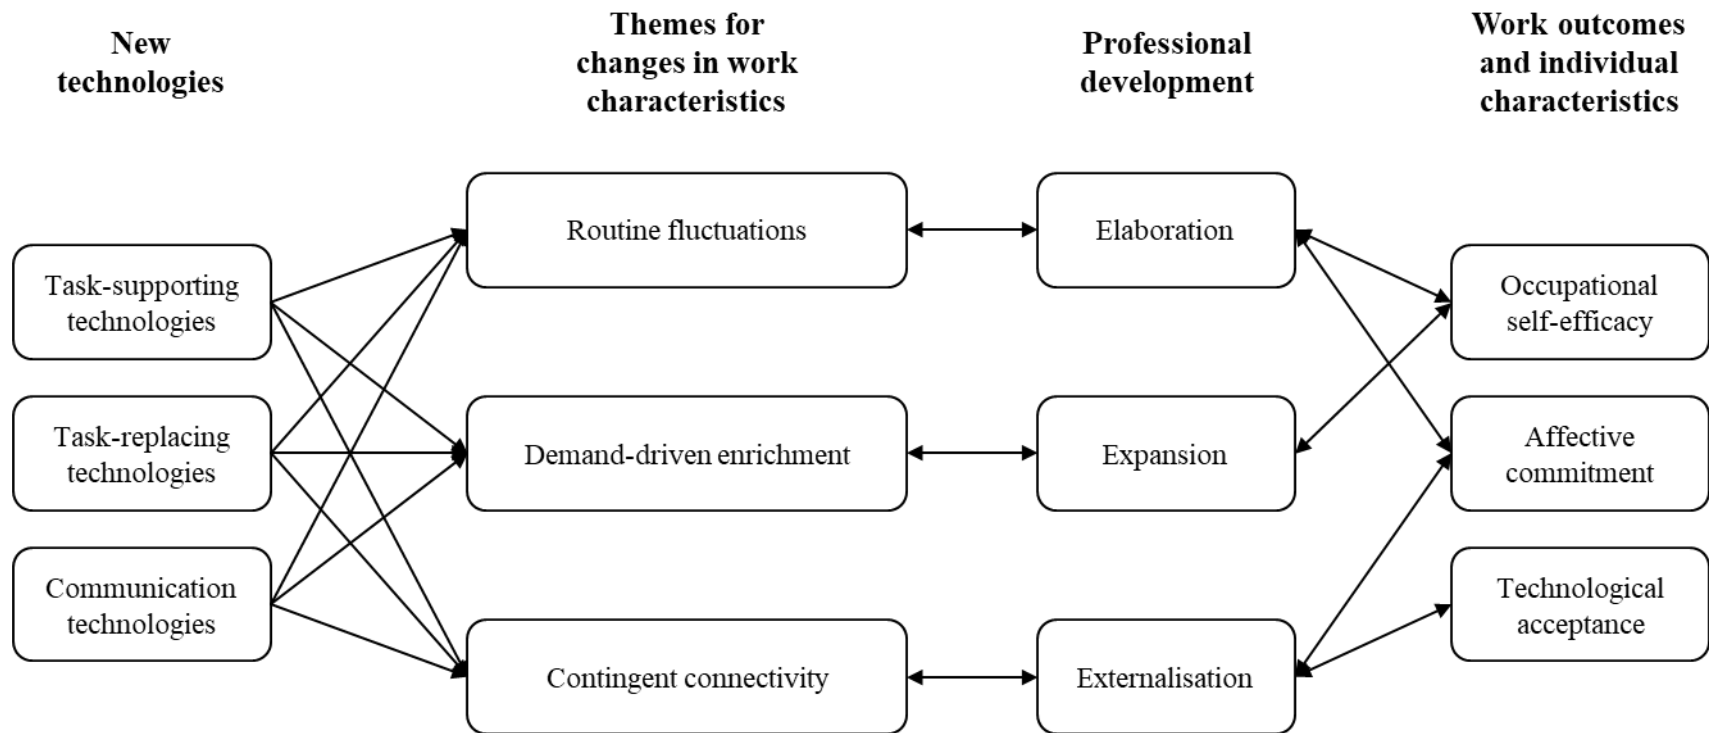 New
technologies
Themes for
changes in work
characteristics
Professional
development
Work outcomes
and individual
characteristics
Task-supporting
technologies
Task-replacing
technologies
Communication
technologies
Routine fluctuations
Demand-driven enrichment
Contingent connectivity
Elaboration
Expansion
Externalisation
Occupational
self-efficacy
Affective
commitment
Technological
acceptance